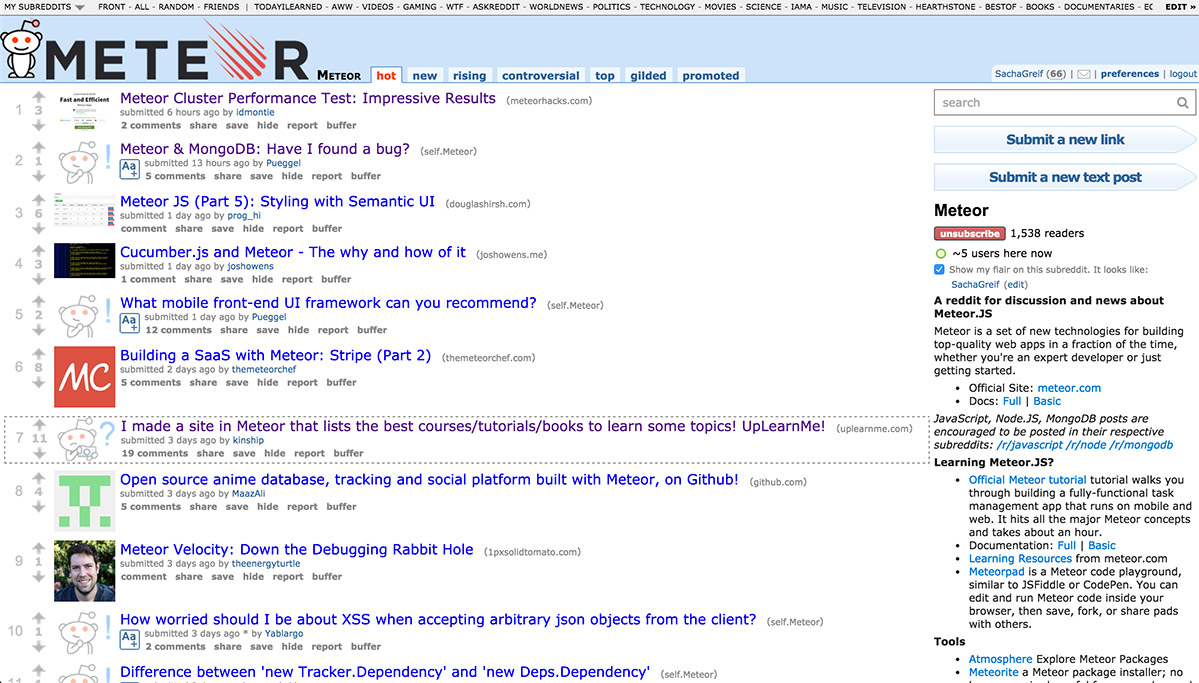 MY SUBREDDITS FRONT - ALL - RANDOM - FRIENDS | TODAYILEARNED - AWW - VIDEOS - GAMING - WTF - ASKREDDIT - WORLDNEWS - POLITICS - TECHNOLOGY - MOVIES - SCIENCE - IAMA - MUSIC - TELEVISION - HEARTHSTONE - BESTOF - BOOKS - DOCUMENTARIES - EC EDIT »
METEOR METEOR hot new rising controversial top gilded promoted
SachaGreif (66) | | preferences | logout
1 3 Meteor Cluster Performance Test: Impressive Results (meteorhacks.com)
Fast and Efficient
submitted 6 hours ago by idmontie
2 comments share save hide report buffer
2 1 Meteor & MongoDB: Have I found a bug? (self.Meteor)
Aa+ submitted 13 hours ago by Pueggel
5 comments share save hide report buffer
3 6 Meteor JS (Part 5): Styling with Semantic UI (douglashirsh.com)
submitted 1 day ago by prog_hi
comment share save hide report buffer
4 3 Cucumber.js and Meteor - The why and how of it (joshowens.me)
submitted 1 day ago by joshowens
1 comment share save hide report buffer
5 2 What mobile front-end UI framework can you recommend? (self.Meteor)
Aa+ submitted 1 day ago by Pueggel
12 comments share save hide report buffer
6 8 Building a SaaS with Meteor: Stripe (Part 2) (themeteorchef.com)
MC
submitted 2 days ago by themeteorchef
5 comments share save hide report buffer
7 11 I made a site in Meteor that lists the best courses/tutorials/books to learn some topics! UpLearnMe! (uplearnme.com)
submitted 3 days ago by kinship
19 comments share save hide report buffer
8 4 Open source anime database, tracking and social platform built with Meteor, on Github! (github.com)
submitted 3 days ago by MaazAli
5 comments share save hide report buffer
9 1 Meteor Velocity: Down the Debugging Rabbit Hole (1pxsolidtomato.com)
submitted 3 days ago by theenergyturtle
comment share save hide report buffer
10 1 How worried should I be about XSS when accepting arbitrary json objects from the client? (self.Meteor)
Aa+ submitted 3 days ago * by Yablargo
2 comments share save hide report buffer
Difference between 'new Tracker.Dependency' and 'new Deps.Dependency' (self.Meteor)
search
Submit a new link
Submit a new text post
Meteor
unsubscribe 1,538 readers
~5 users here now
Show my flair on this subreddit. It looks like:
SachaGreif (edit)
A reddit for discussion and news about
Meteor.JS
Meteor is a set of new technologies for building
top-quality web apps in a fraction of the time,
whether you're an expert developer or just
getting started.
• Official Site: meteor.com
• Docs: Full | Basic
JavaScript, Node.JS, MongoDB posts are
encouraged to be posted in their respective
subreddits: /r/javascript /r/node /r/mongodb
Learning Meteor.JS?
• Official Meteor tutorial tutorial walks you
through building a fully-functional task
management app that runs on mobile and
web. It hits all the major Meteor concepts
and takes about an hour.
• Documentation: Full | Basic
• Learning Resources from meteor.com
• Meteorpad is a Meteor code playground,
similar to JSFiddle or CodePen. You can
edit and run Meteor code inside your
browser, then save, fork, or share pads
with others.
Tools
• Atmosphere Explore Meteor Packages
• Meteorite a Meteor package installer; no